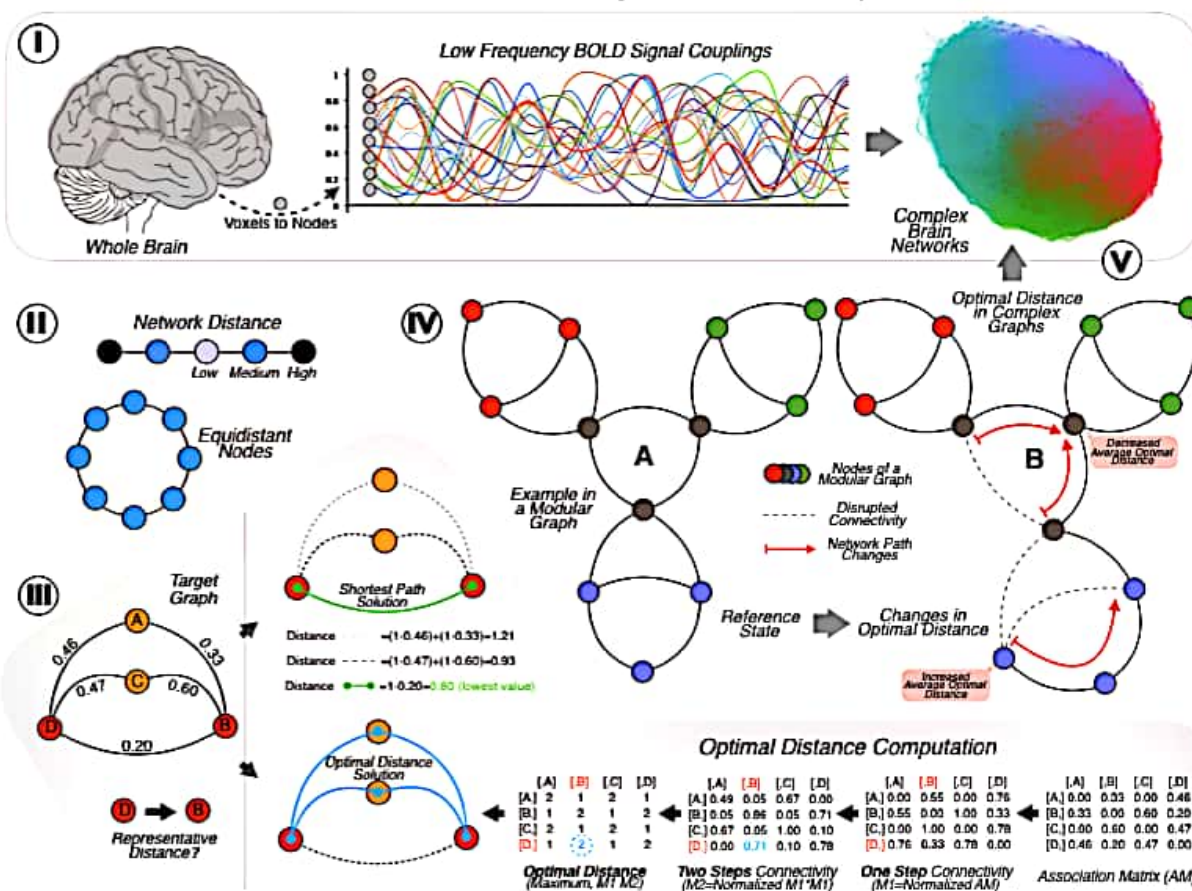 I
Low Frequency BOLD Signal Couplings
1
0.8
0.6
0.4
0.2
0
Voxels to Nodes
Whole Brain
Complex
Brain
Networks
V
II
Network Distance
Low Medium High
Equidistant
Nodes
IV
Optimal Distance
in Complex
Graphs
A
Example in
a Modular
Graph
Nodes of a
Modular Graph
Disrupted
Connectivity
Network Path
Changes
B
Decreased
Average Optimal
Distance
Reference
State
Changes in
Optimal Distance
Increased
Average Optimal
Distance
III
Target
Graph
A
0.46
0.33
C
0.47
0.60
D
B
0.20
D B
Representative
Distance?
Shortest Path
Solution
Distance =(1-0.46)+(1-0.33)=1.21
Distance =(1-0.47)+(1-0.60)=0.93
Distance =1-0.20=0.80 (lowest value)
Optimal Distance
Solution
Optimal Distance Computation
[,A] [,B] [,C] [,D]
[A,] 2 1 2 1
[B,] 1 2 1 2
[C,] 2 1 2 1
[D,] 1 2 1 2
Optimal Distance
(Maximum, M1 M2)
[,A] [,B] [,C] [,D]
[A,] 0.49 0.05 0.67 0.00
[B,] 0.05 0.86 0.05 0.71
[C,] 0.67 0.05 1.00 0.10
[D,] 0.00 0.71 0.10 0.78
Two Steps Connectivity
(M2=Normalized M1*M1)
[,A] [,B] [,C] [,D]
[A,] 0.00 0.55 0.00 0.76
[B,] 0.55 0.00 1.00 0.33
[C,] 0.00 1.00 0.00 0.78
[D,] 0.76 0.33 0.78 0.00
One Step Connectivity
(M1=Normalized AM)
[,A] [,B] [,C] [,D]
[A,] 0.00 0.33 0.00 0.46
[B,] 0.33 0.00 0.60 0.20
[C,] 0.00 0.60 0.00 0.47
[D,] 0.46 0.20 0.47 0.00
Association Matrix (AM)